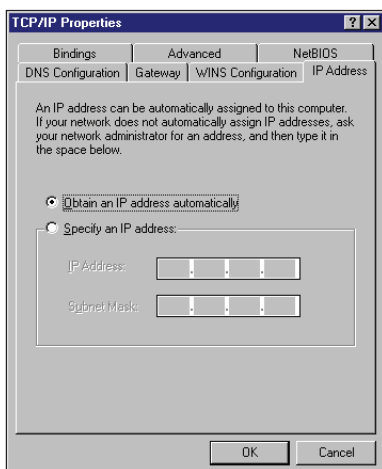 TCP/IP Properties
Bindings Advanced NetBIOS
DNS Configuration Gateway WINS Configuration IP Address
An IP address can be automatically assigned to this computer.
If your network does not automatically assign IP addresses, ask
your network administrator for an address, and then type it in
the space below.
Obtain an IP address automatically
Specify an IP address:
IP Address:
Subnet Mask:
OK Cancel